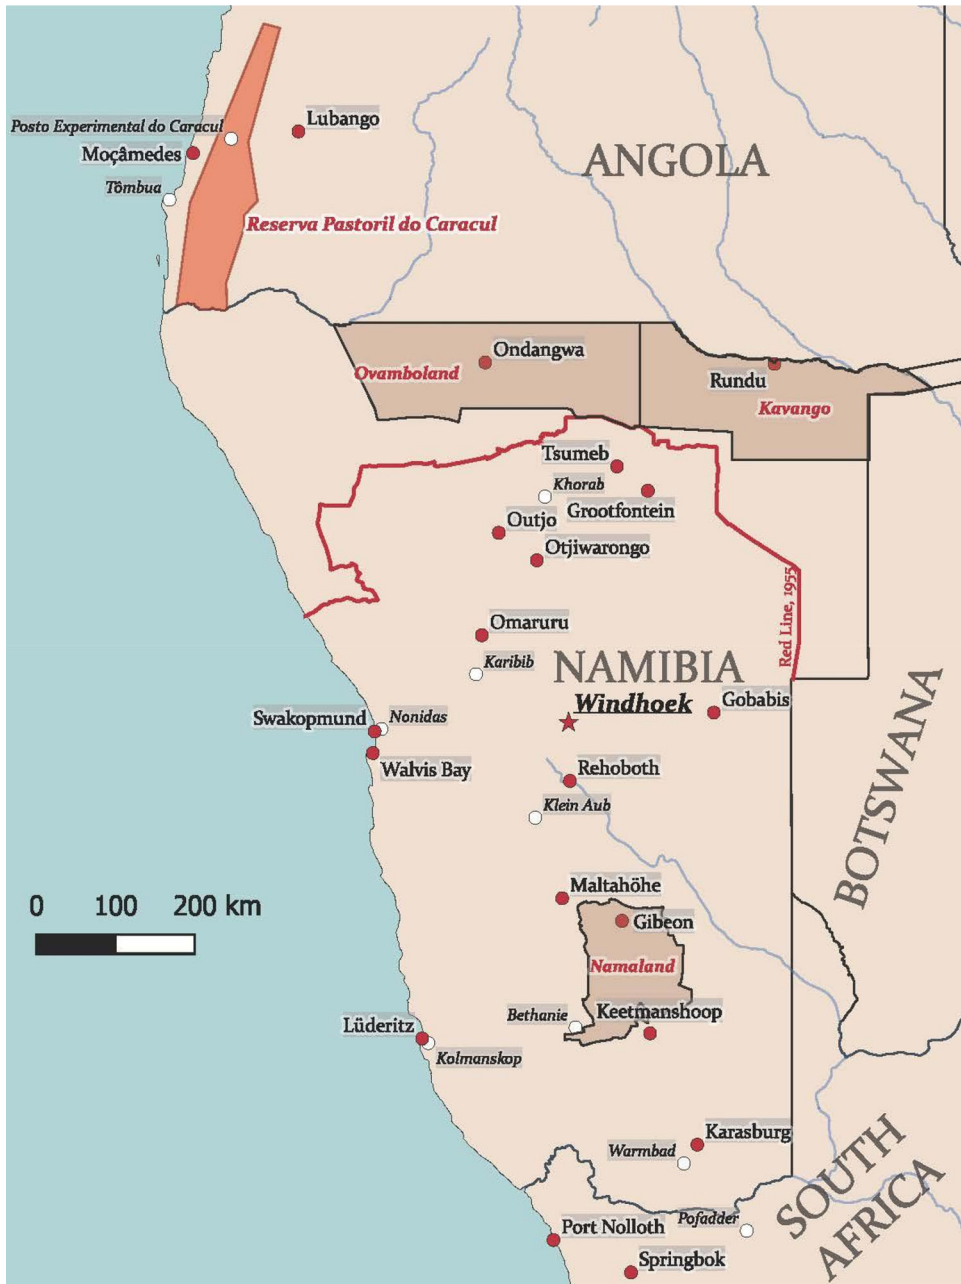 Posto Experimental do Caracul
Lubango
Moçâmedes
Tômbua
ANGOLA
Reserva Pastoril do Caracul
Ondangwa
Ovamboland
Rundu
Kavango
Tsumeb
Khorab
Grootfontein
Outjo
Otjiwarongo
Red Line, 1955
Omaruru
Karibib
NAMIBIA
Windhoek
Gobabis
Swakopmund
Nonidas
Walvis Bay
Rehoboth
Klein Aub
BOTSWANA
Maltahöhe
0 100 200 km
Gibeon
Namaland
Bethanie
Keetmanshoop
Lüderitz
Kolmanskop
Karasburg
Warmbad
SOUTH
AFRICA
Pofadder
Port Nolloth
Springbok